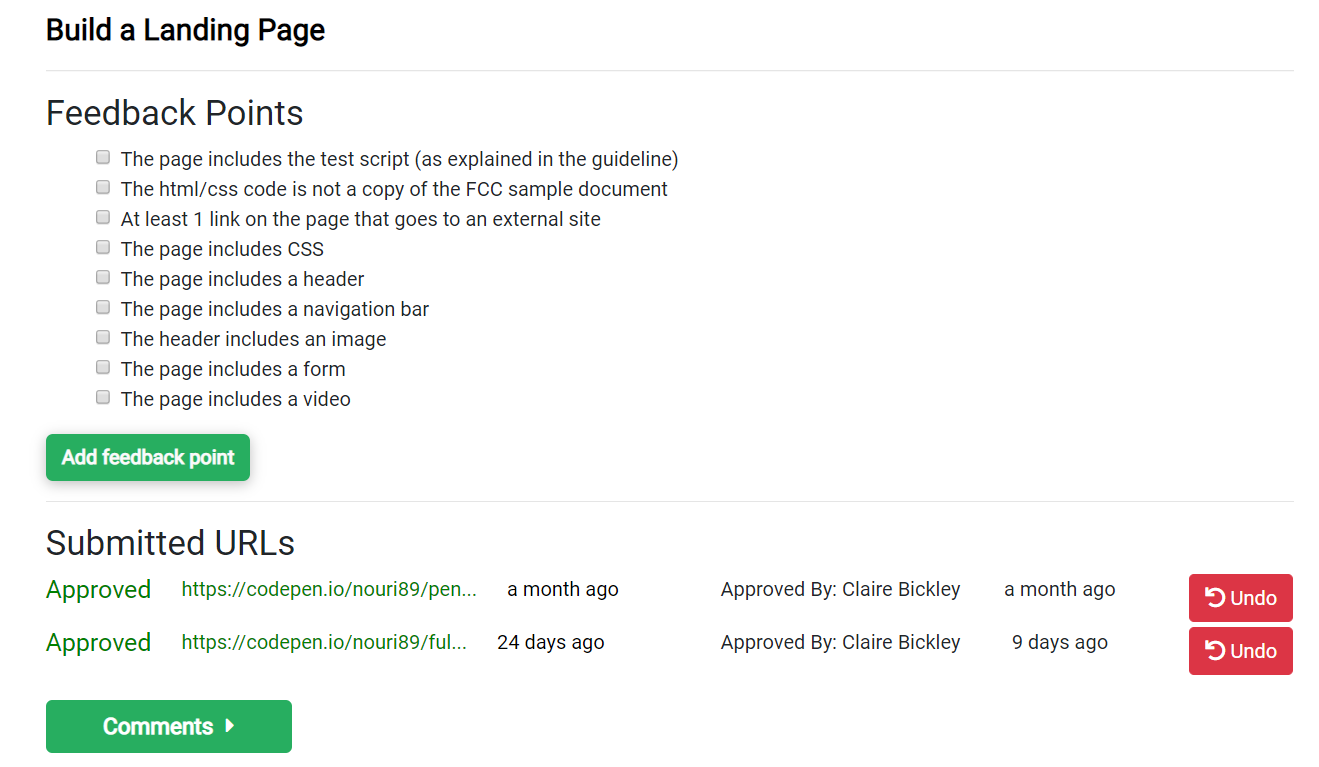 Build a Landing Page
Feedback Points
The page includes the test script (as explained in the guideline)
The html/css code is not a copy of the FCC sample document
At least 1 link on the page that goes to an external site
The page includes CSS
The page includes a header
The page includes a navigation bar
The header includes an image
The page includes a form
The page includes a video
Add feedback point
Submitted URLs
Approved https://codepen.io/nouri89/pen... a month ago Approved By: Claire Bickley a month ago Undo
Approved https://codepen.io/nouri89/ful... 24 days ago Approved By: Claire Bickley 9 days ago Undo
Comments